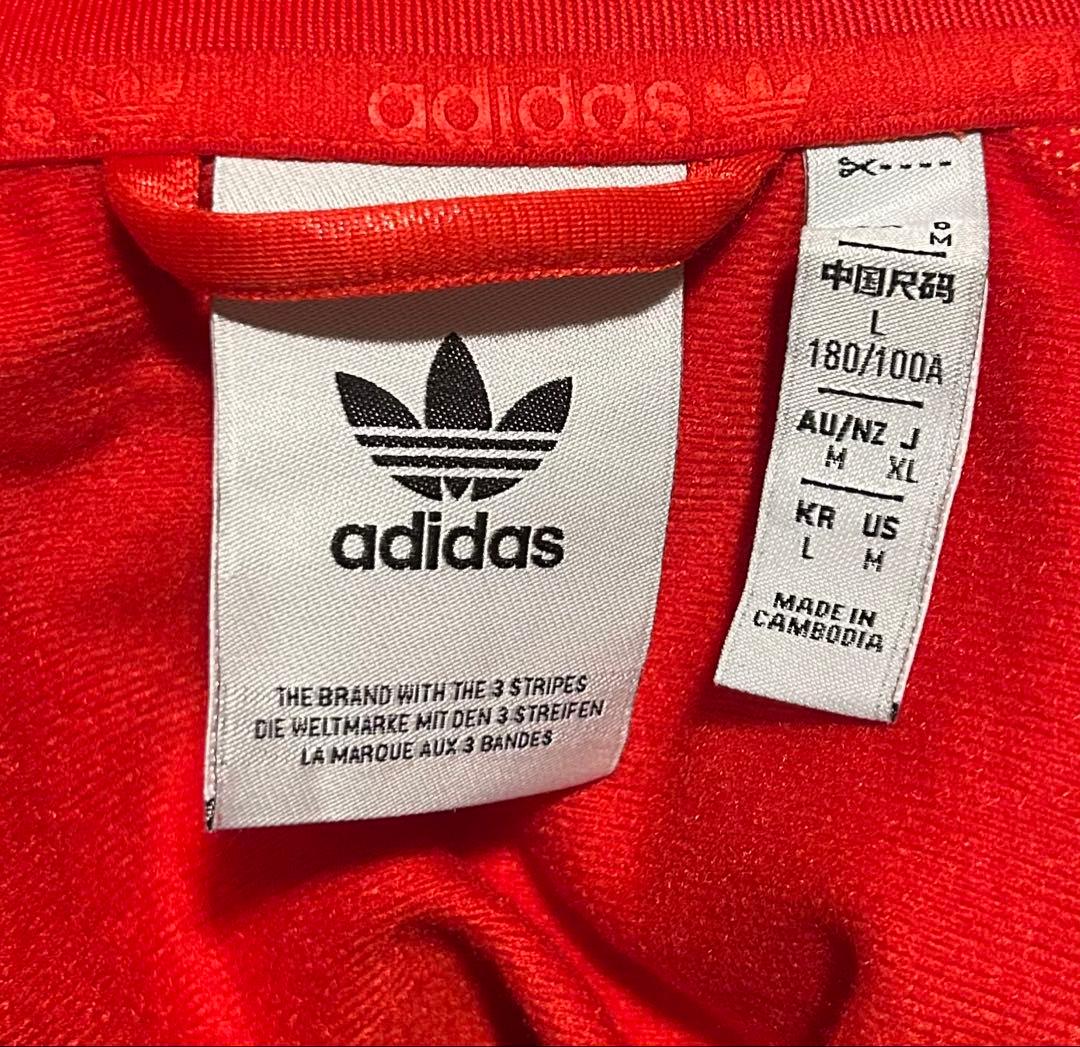 adidas
adidas
THE BRAND WITH THE 3 STRIPES
DIE WELTMARKE MIT DEN 3 STREIFEN
LA MARQUE AUX 3 BANDES
M
中国尺码
L
180/100A
AU/NZ J
M XL
KR US
L M
MADE IN
CAMBODIA